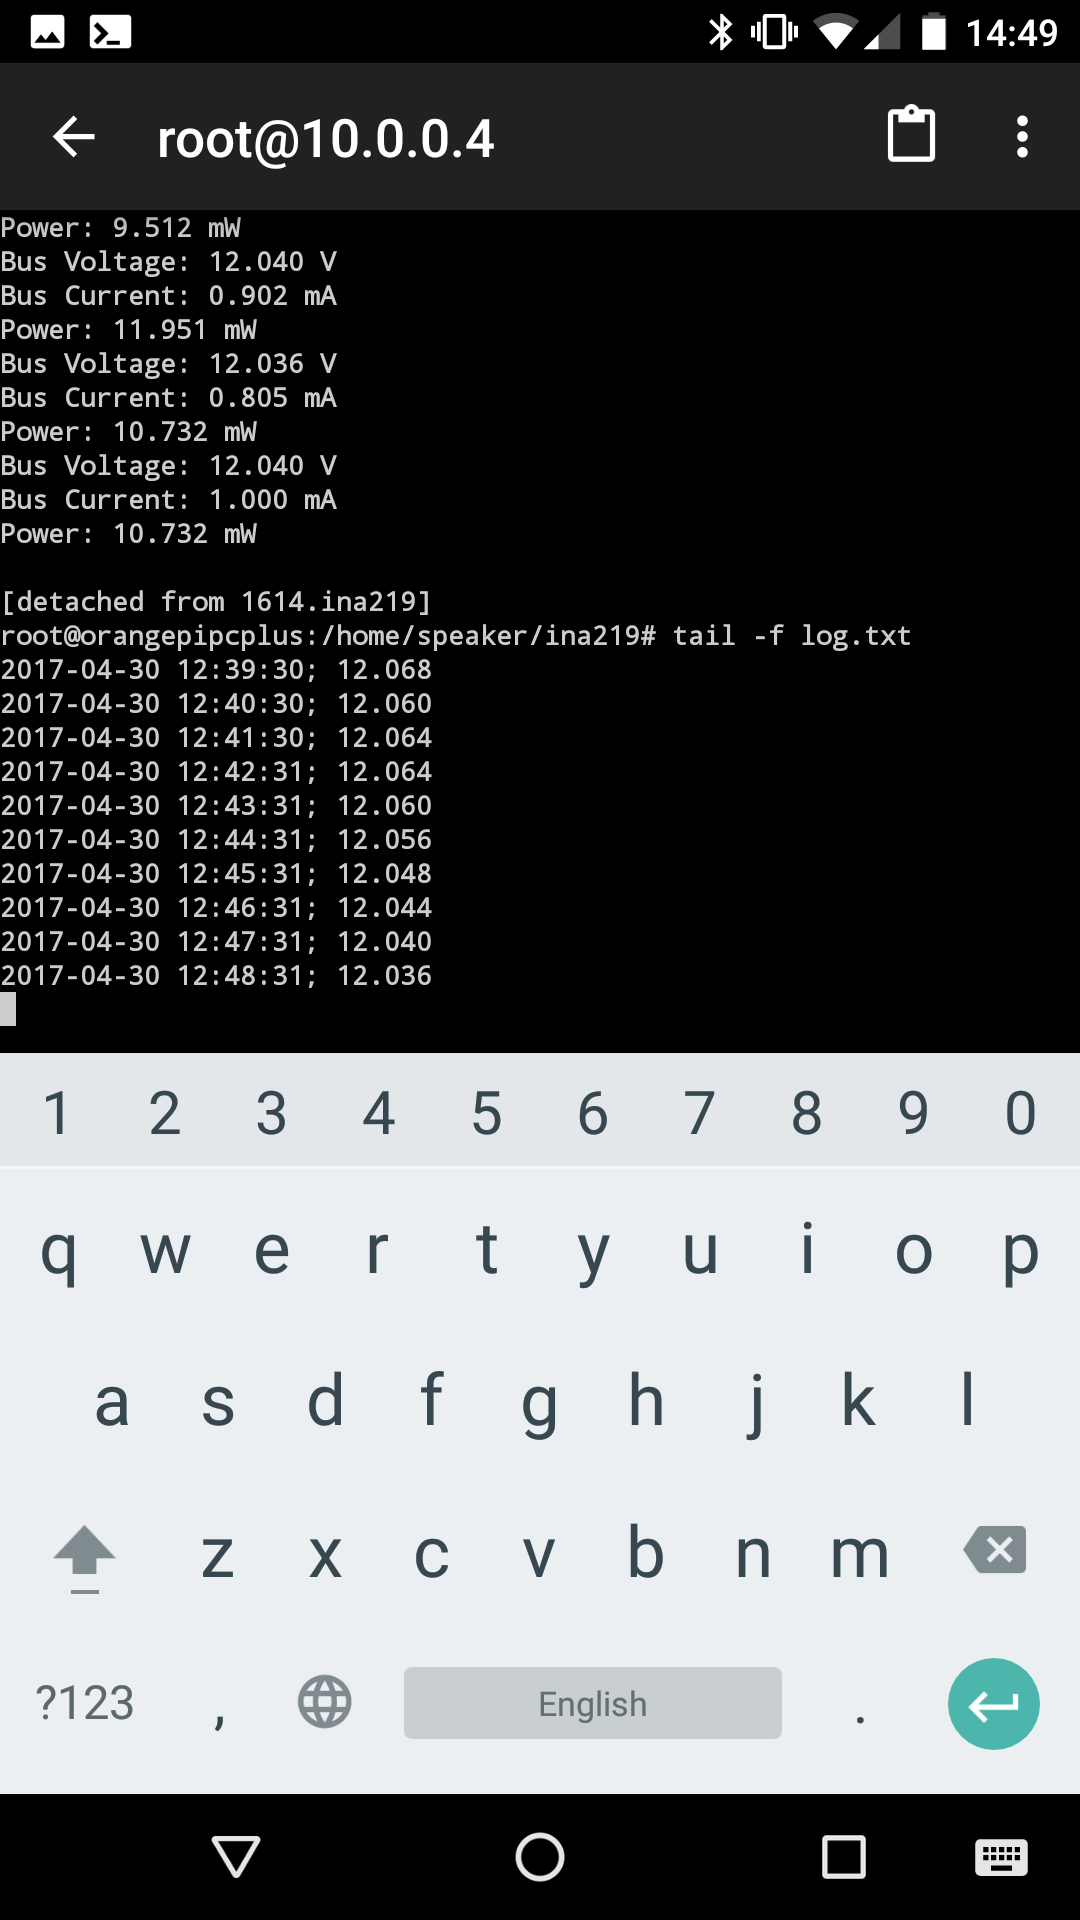 14:49
root@10.0.0.4
Power: 9.512 mW
Bus Voltage: 12.040 V
Bus Current: 0.902 mA
Power: 11.951 mW
Bus Voltage: 12.036 V
Bus Current: 0.805 mA
Power: 10.732 mW
Bus Voltage: 12.040 V
Bus Current: 1.000 mA
Power: 10.732 mW
[detached from 1614.ina219]
root@orangepipcplus:/home/speaker/ina219# tail -f log.txt
2017-04-30 12:39:30; 12.068
2017-04-30 12:40:30; 12.060
2017-04-30 12:41:30; 12.064
2017-04-30 12:42:31; 12.064
2017-04-30 12:43:31; 12.060
2017-04-30 12:44:31; 12.056
2017-04-30 12:45:31; 12.048
2017-04-30 12:46:31; 12.044
2017-04-30 12:47:31; 12.040
2017-04-30 12:48:31; 12.036
1 2 3 4 5 6 7 8 9 0
q w e r t y u i o p
a s d f g h j k l
z x c v b n m
?123 , English .